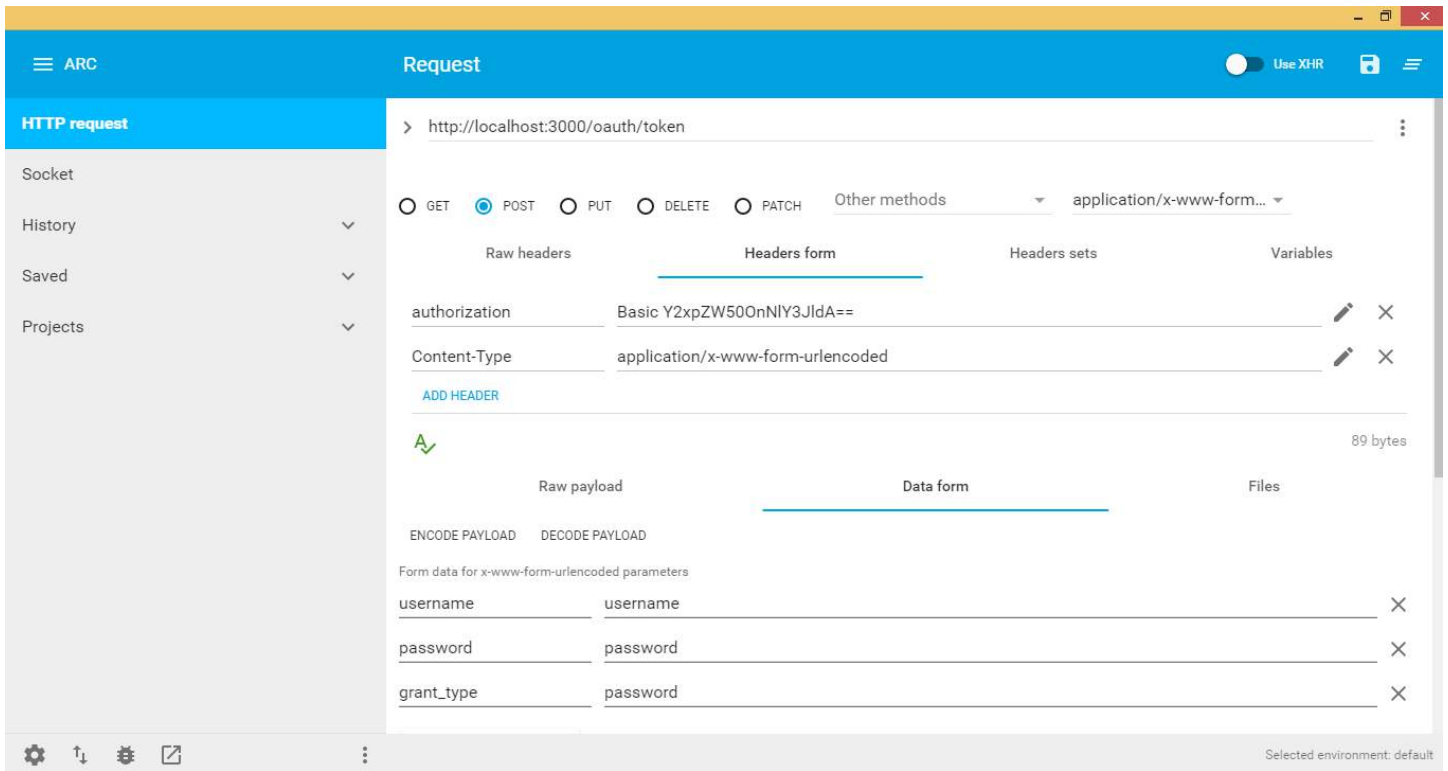 ARC
Request
Use XHR
HTTP request
http://localhost:3000/oauth/token
Socket
History
Saved
Projects
GET POST PUT DELETE PATCH Other methods application/x-www-form...
Raw headers Headers form Headers sets Variables
authorization Basic Y2xpZW50OnNlY3JldA==
Content-Type application/x-www-form-urlencoded
ADD HEADER
89 bytes
Raw payload Data form Files
ENCODE PAYLOAD DECODE PAYLOAD
Form data for x-www-form-urlencoded parameters
username username
password password
grant_type password
Selected environment: default